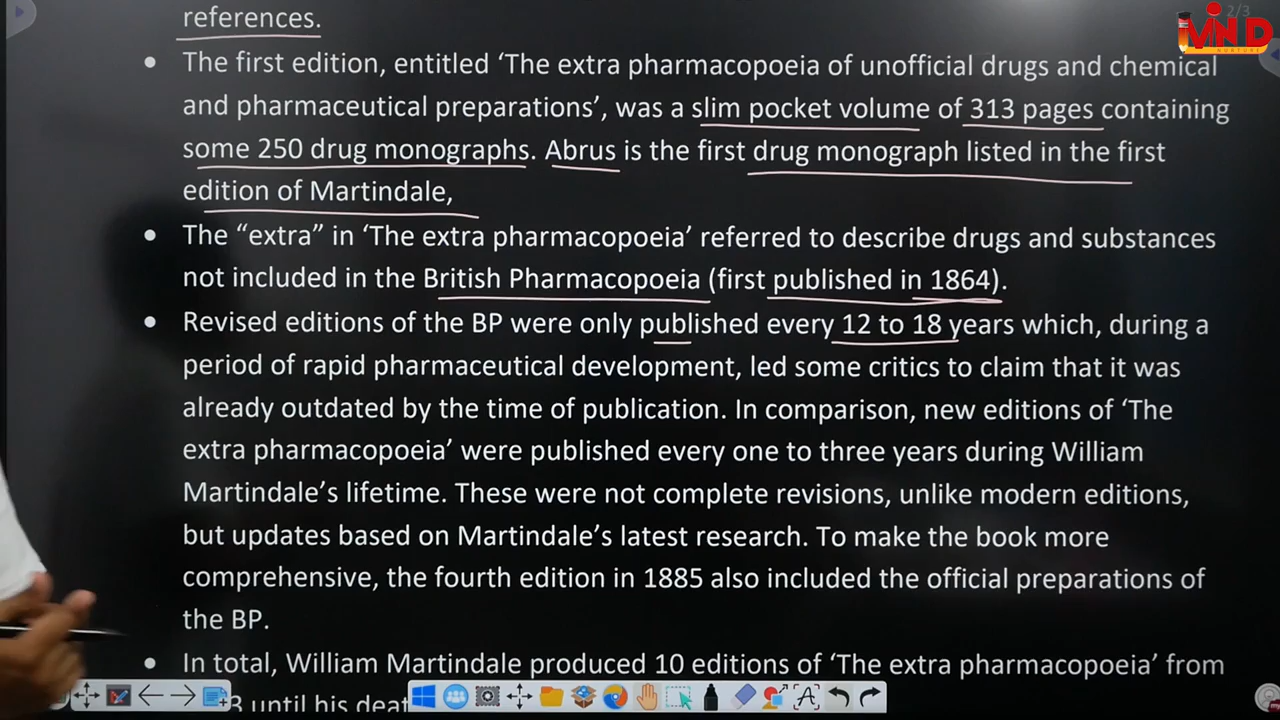 2/3
MIND
NURTURE
references.
The first edition, entitled ‘The extra pharmacopoeia of unofficial drugs and chemical
and pharmaceutical preparations’, was a slim pocket volume of 313 pages containing
some 250 drug monographs. Abrus is the first drug monograph listed in the first
edition of Martindale,
The “extra” in ‘The extra pharmacopoeia’ referred to describe drugs and substances
not included in the British Pharmacopoeia (first published in 1864).
Revised editions of the BP were only published every 12 to 18 years which, during a
period of rapid pharmaceutical development, led some critics to claim that it was
already outdated by the time of publication. In comparison, new editions of ‘The
extra pharmacopoeia’ were published every one to three years during William
Martindale’s lifetime. These were not complete revisions, unlike modern editions,
but updates based on Martindale’s latest research. To make the book more
comprehensive, the fourth edition in 1885 also included the official preparations of
the BP.
In total, William Martindale produced 10 editions of ‘The extra pharmacopoeia’ from
3 until his deat